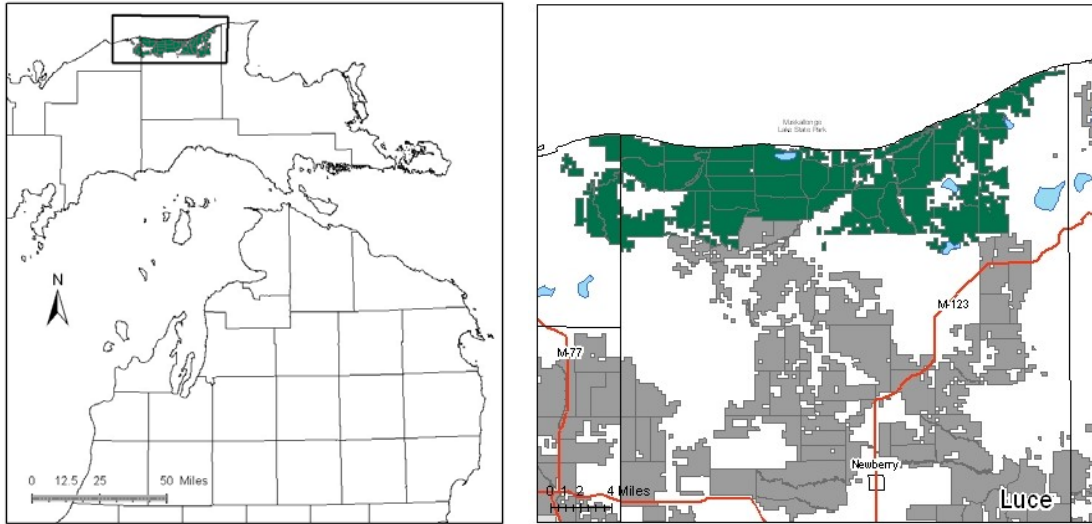 N
0 12.5 25 50 Miles
Muskallonge
Lake State Park
M-123
M-77
Newberry
0 1 2 4 Miles
Luce